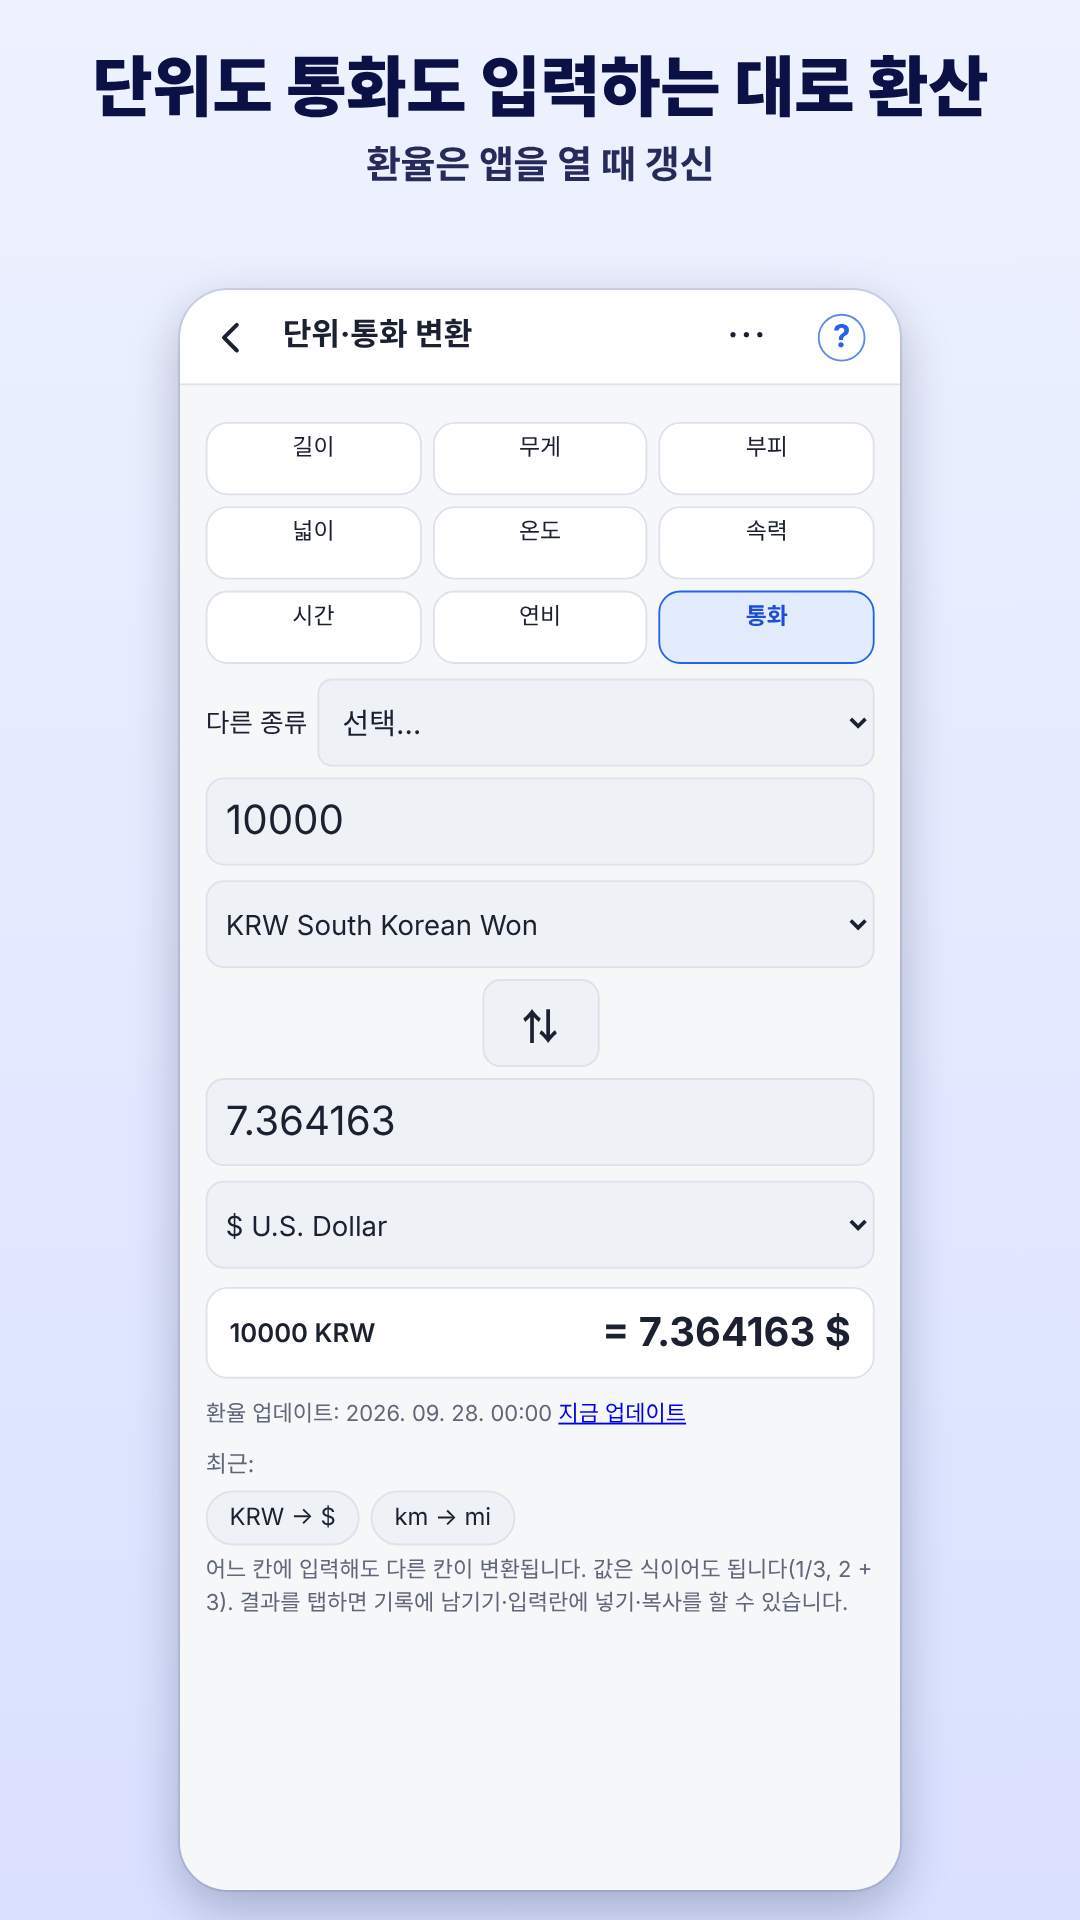 단위도 통화도 입력하는 대로 환산
환율은 앱을 열 때 갱신
단위·통화 변환 ··· ?
길이 무게 부피
넓이 온도 속력
시간 연비 통화
다른 종류 선택...
10000
KRW South Korean Won
7.364163
$ U.S. Dollar
10000 KRW = 7.364163 $
환율 업데이트: 2026. 09. 28. 00:00 지금 업데이트
최근:
KRW → $ km → mi
어느 칸에 입력해도 다른 칸이 변환됩니다. 값은 식이어도 됩니다(1/3, 2 +
3). 결과를 탭하면 기록에 남기기·입력란에 넣기·복사를 할 수 있습니다.